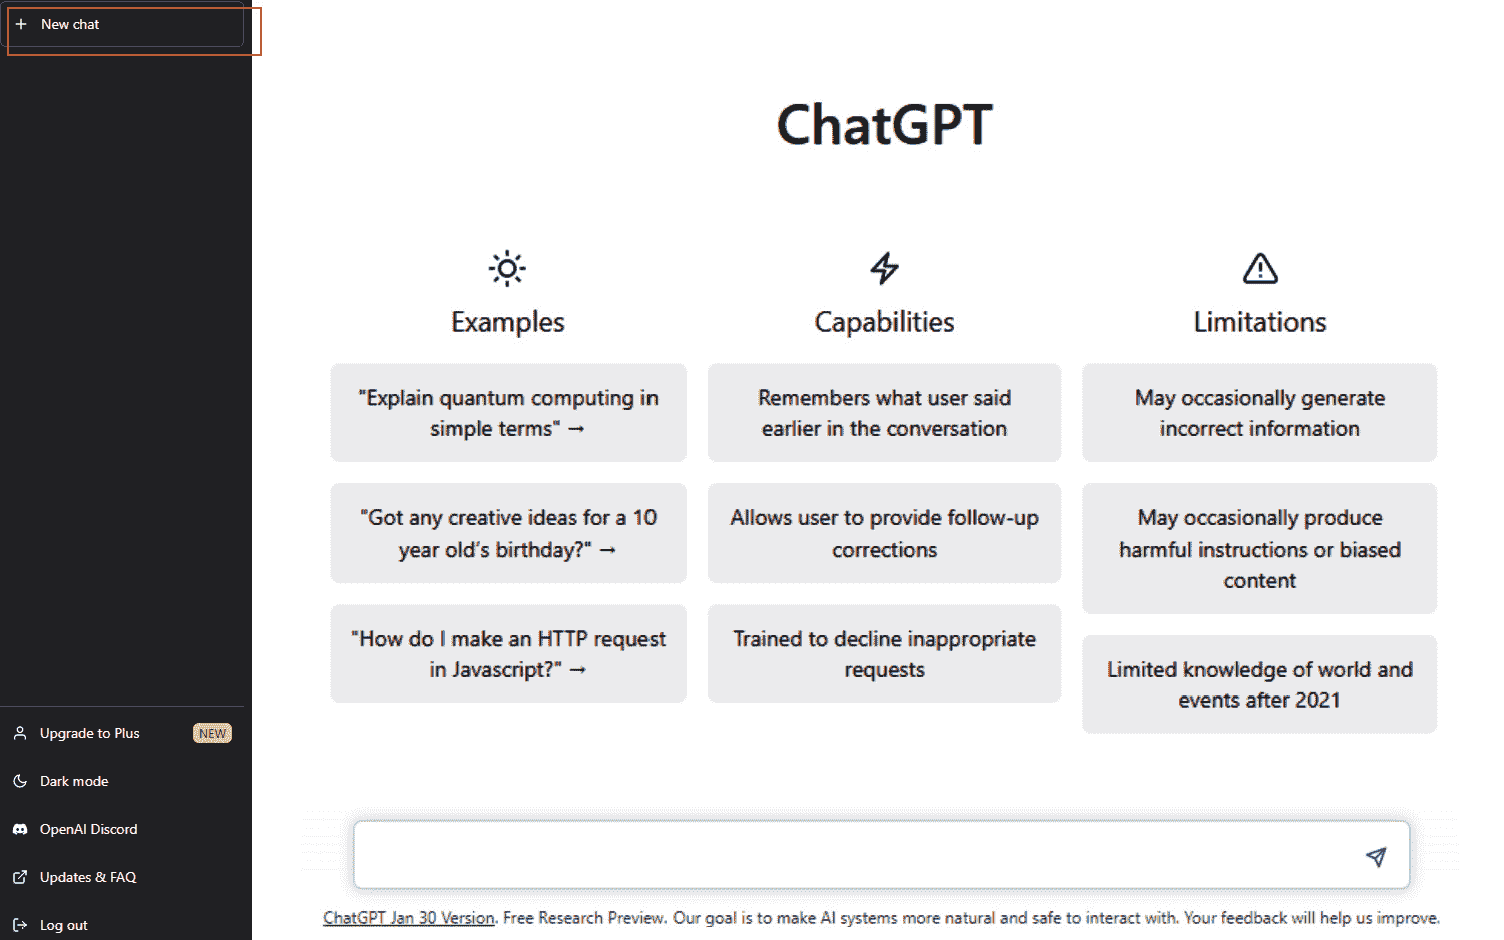 New chat
ChatGPT
Examples
"Explain quantum computing in
simple terms" →
"Got any creative ideas for a 10
year old's birthday?" →
"How do I make an HTTP request
in Javascript?" →
Capabilities
Remembers what user said
earlier in the conversation
Allows user to provide follow-up
corrections
Trained to decline inappropriate
requests
Limitations
May occasionally generate
incorrect information
May occasionally produce
harmful instructions or biased
content
Limited knowledge of world and
events after 2021
Upgrade to Plus NEW
Dark mode
OpenAI Discord
Updates & FAQ
Log out
ChatGPT Jan 30 Version. Free Research Preview. Our goal is to make AI systems more natural and safe to interact with. Your feedback will help us improve.